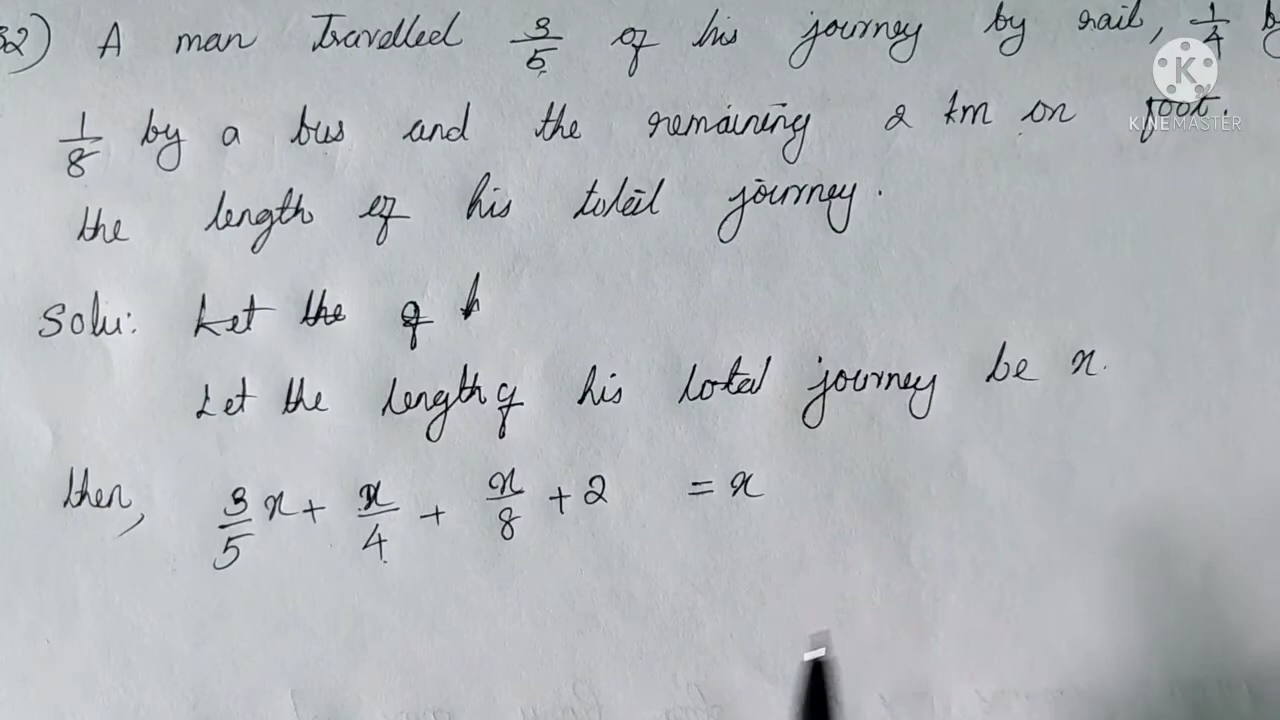 32) A man Travelled 3/5 of his journey by rail, 1/4 by
1/8 by a bus and the remaining 2 km on foot.
the length of his total journey.
Solu: Let the of h
Let the length of his total journey be x.
then, 3/5 x + x/4 + x/8 + 2 = x
K
KINEMASTER